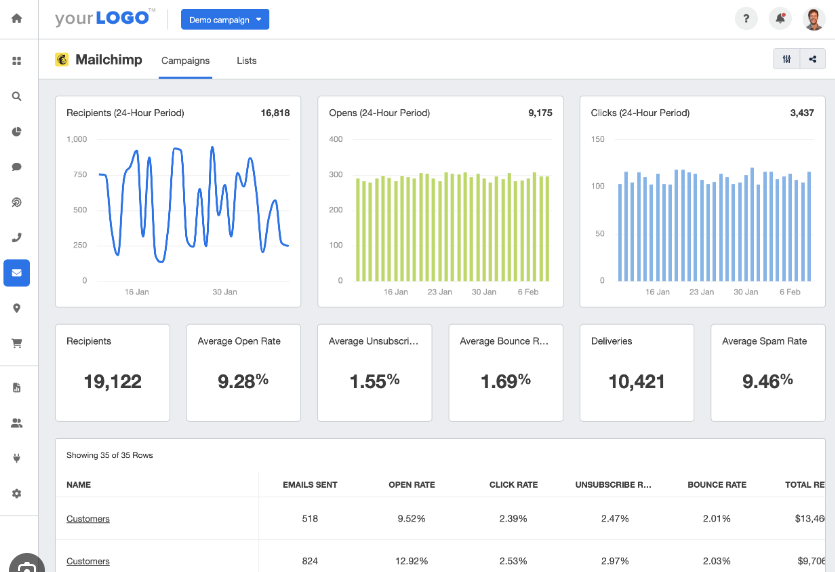 yourLOGO™
Demo campaign
?
Mailchimp
Campaigns
Lists
Recipients (24-Hour Period) 16,818
1,000
750
500
250
0
15 Jan 30 Jan
Opens (24-Hour Period) 9,175
400
300
200
100
0
16 Jan 23 Jan 30 Jan 6 Feb
Clicks (24-Hour Period) 3,437
150
100
50
0
16 Jan 23 Jan 30 Jan 6 Feb
Recipients
19,122
Average Open Rate
9.28%
Average Unsubscri...
1.55%
Average Bounce R...
1.69%
Deliveries
10,421
Average Spam Rate
9.46%
Showing 35 of 35 Rows
NAME EMAILS SENT OPEN RATE CLICK RATE UNSUBSCRIBE R... BOUNCE RATE TOTAL RE
Customers 518 9.52% 2.39% 2.47% 2.01% $13,46
Customers 824 12.92% 2.53% 2.97% 2.03% $9,706